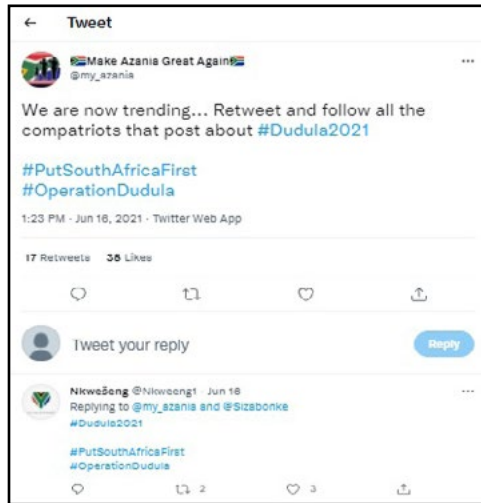 Tweet
🇿🇦Make Azania Great Again🇿🇦
@my_azania
We are now trending... Retweet and follow all the
compatriots that post about #Dudula2021
#PutSouthAfricaFirst
#OperationDudula
1:23 PM · Jun 16, 2021 · Twitter Web App
17 Retweets 36 Likes
Tweet your reply
Reply
Nkwešeng @Nkweeng1 · Jun 16
Replying to @my_azania and @Sizabonke
#Dudula2021
#PutSouthAfricaFirst
#OperationDudula
2 3